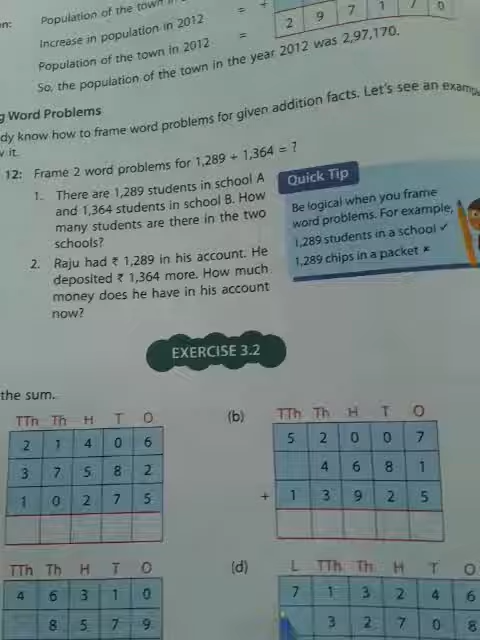 Population of the town in
Increase in population in 2012 = +
Population of the town in 2012 = 2 9 7 1 7 0
So, the population of the town in the year 2012 was 2,97,170.
g Word Problems
dy know how to frame word problems for given addition facts. Let's see an
w it.
12: Frame 2 word problems for 1,289 + 1,364 = ?
1. There are 1,289 students in school A
and 1,364 students in school B. How
many students are there in the two
schools?
2. Raju had ₹ 1,289 in his account. He
deposited ₹ 1,364 more. How much
money does he have in his account
now?
Quick Tip
Be logical when you frame
word problems. For example,
1,289 students in a school ✓
1,289 chips in a packet ×
EXERCISE 3.2
the sum.
TTh Th H T O
2 1 4 0 6
3 7 5 8 2
1 0 2 7 5
(b) TTh Th H T O
5 2 0 0 7
4 6 8 1
+ 1 3 9 2 5
TTh Th H T O
4 6 3 1 0
8 5 7 9
(d) L TTh Th H T O
7 1 3 2 4 6
3 2 7 0 8